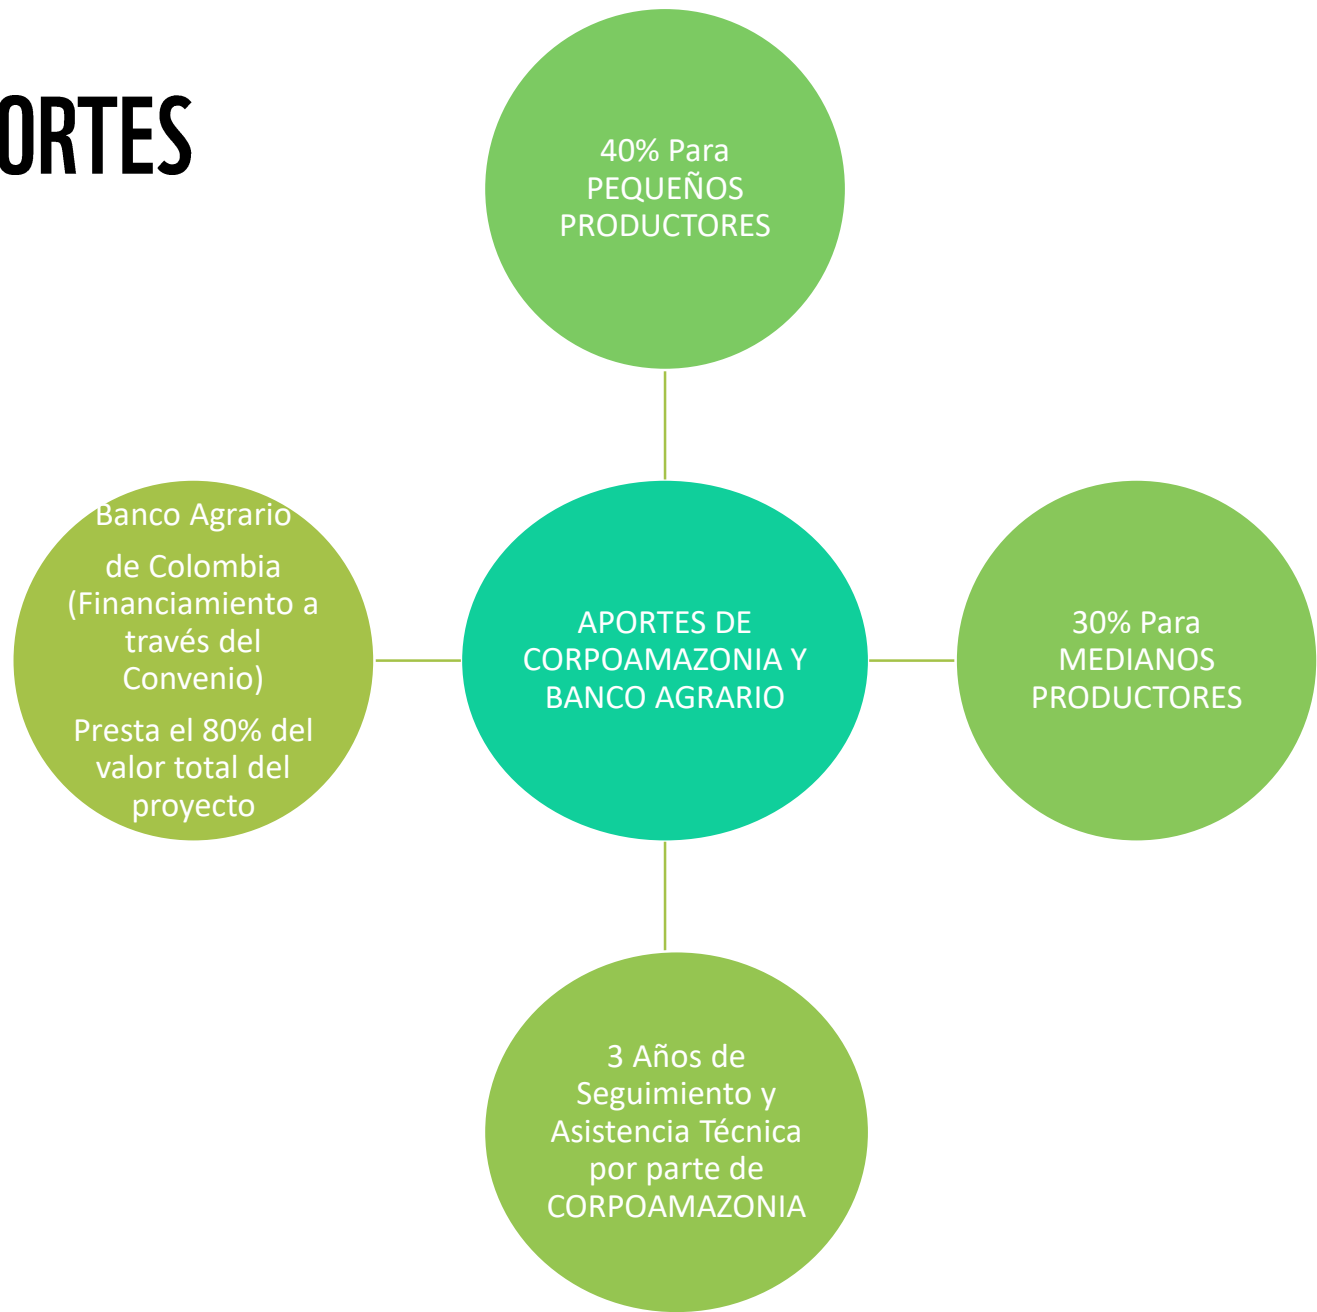 ORTES
40% Para
PEQUEÑOS
PRODUCTORES
Banco Agrario
de Colombia
(Financiamiento a
través del
Convenio)
Presta el 80% del
valor total del
proyecto
APORTES DE
CORPOAMAZONIA Y
BANCO AGRARIO
30% Para
MEDIANOS
PRODUCTORES
3 Años de
Seguimiento y
Asistencia Técnica
por parte de
CORPOAMAZONIA